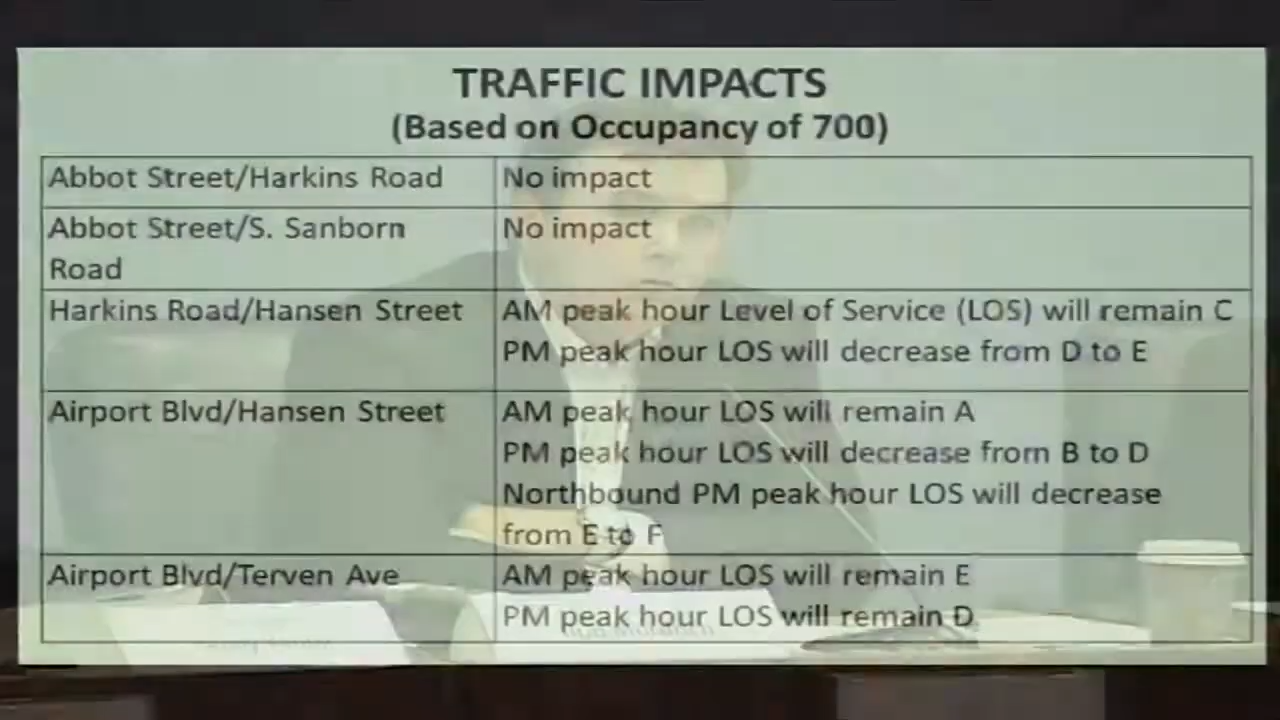 TRAFFIC IMPACTS
(Based on Occupancy of 700)
Abbot Street/Harkins Road
No impact
Abbot Street/S. Sanborn
Road
No impact
Harkins Road/Hansen Street
AM peak hour Level of Service (LOS) will remain C
PM peak hour LOS will decrease from D to E
Airport Blvd/Hansen Street
AM peak hour LOS will remain A
PM peak hour LOS will decrease from B to D
Northbound PM peak hour LOS will decrease
from E to F
Airport Blvd/Terven Ave
AM peak hour LOS will remain E
PM peak hour LOS will remain D